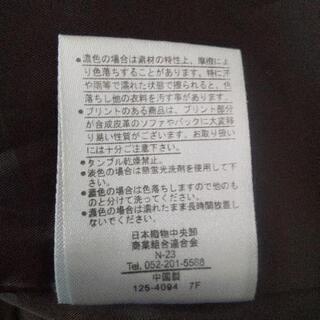 ●濃色の場合は素材の特性上、摩擦によ
り色落ちすることがあります。特に汗
や雨等で濡れた状態で擦られると、色
落ちし他の衣料を汚す事があります。
●プリントのある商品は、プリント部分
が合成皮革のソファやバックに大変移
り易い性質がございます。お取り扱い
には十分ご注意下さい。
●タンブル乾燥禁止。
●淡色の場合は無蛍光洗剤を使用して下
さい。
●濃色の場合は色落ちしますので他のも
のと分けて洗ってください。
●濃色の場合は濡れたまま長時間放置し
ないでください。
日本織物中央卸
商業組合連合会
N-23
Tel. 052-201-5588
中国製
125-4094 7F